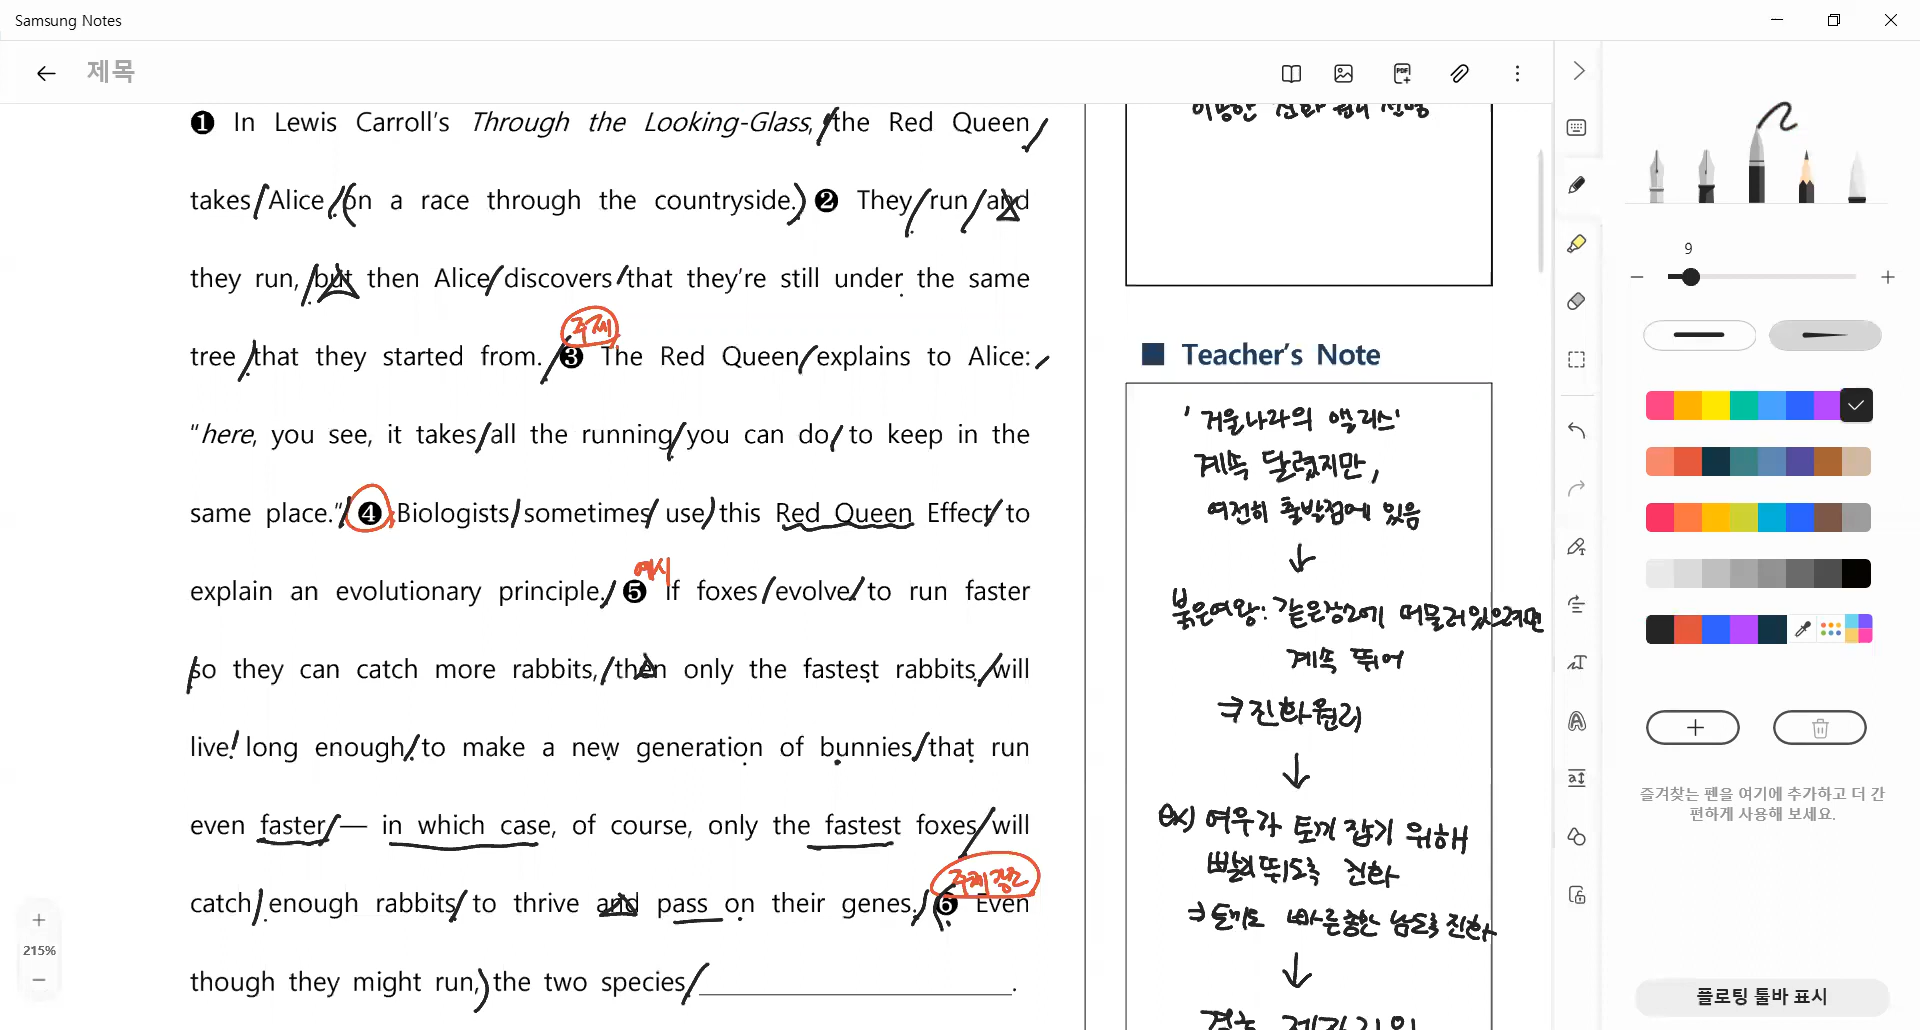 Samsung Notes
제목
❶ In Lewis Carroll's Through the Looking-Glass, the Red Queen
takes Alice on a race through the countryside. ❷ They run and
they run, but then Alice discovers that they're still under the same
주제
tree that they started from. ❸ The Red Queen explains to Alice:
"here, you see, it takes all the running you can do to keep in the
same place." ❹ Biologists sometimes use this Red Queen Effect to
예시
explain an evolutionary principle. ❺ If foxes evolve to run faster
so they can catch more rabbits, then only the fastest rabbits will
live long enough to make a new generation of bunnies that run
even faster — in which case, of course, only the fastest foxes will
주제 강조
catch enough rabbits to thrive and pass on their genes. ❻ Even
though they might run, the two species ______.
진화 원리 설명
■ Teacher's Note
'거울나라의 앨리스'
계속 달렸지만,
여전히 출발점에 있음
↓
붉은여왕: 같은장소에 머물러있으려면
계속 뛰어
⇒ 진화원리
↓
ex) 여우가 토끼 잡기 위해
빨리 뛰도록 진화
⇒ 토끼도 빠른종만 남도록 진화
↓
9
즐겨찾는 펜을 여기에 추가하고 더 간
편하게 사용해 보세요.
플로팅 툴바 표시
215%
PDF